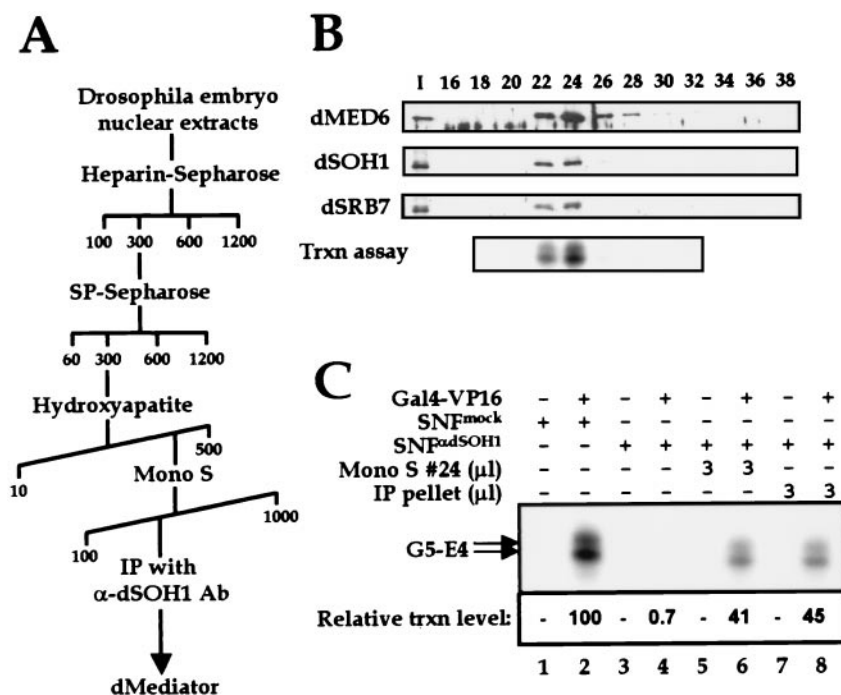 A
Drosophila embryo
nuclear extracts
Heparin-Sepharose
100 300 600 1200
SP-Sepharose
60 300 600 1200
Hydroxyapatite
10 500
Mono S
100 1000
IP with
α-dSOH1 Ab
dMediator
B
I 16 18 20 22 24 26 28 30 32 34 36 38
dMED6
dSOH1
dSRB7
Trxn assay
C
Gal4-VP16 - + - + - + - +
SNFmock + + - - - - - -
SNFαdSOH1 - - + + + + + +
Mono S #24 (µl) - - - - 3 3 - -
IP pellet (µl) - - - - - - 3 3
G5-E4
Relative trxn level: - 100 - 0.7 - 41 - 45
1 2 3 4 5 6 7 8